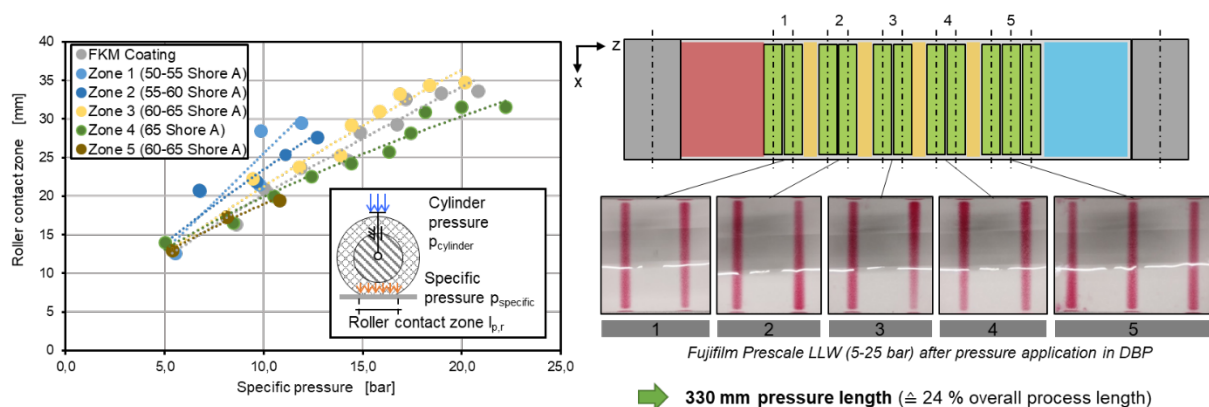 40
35
30
25
20
15
10
5
0
Roller contact zone [mm]
FKM Coating
Zone 1 (50-55 Shore A)
Zone 2 (55-60 Shore A)
Zone 3 (60-65 Shore A)
Zone 4 (65 Shore A)
Zone 5 (60-65 Shore A)
Cylinder
pressure
p cylinder
Specific
pressure p specific
Roller contact zone l p,r
0,0 5,0 10,0 15,0 20,0 25,0
Specific pressure [bar]
1 2 3 4 5
z
x
1 2 3 4 5
Fujifilm Prescale LLW (5-25 bar) after pressure application in DBP
330 mm pressure length (≙ 24 % overall process length)